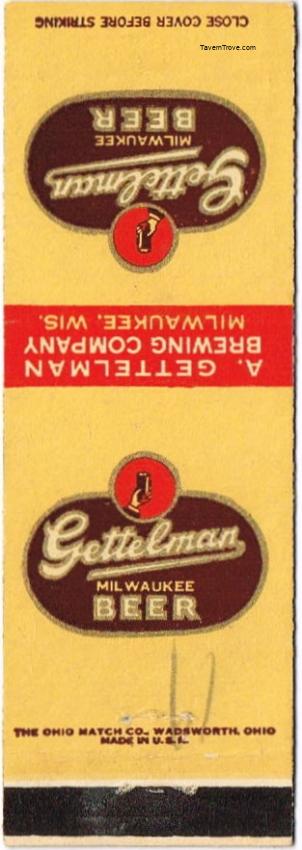 CLOSE COVER BEFORE STRIKING
TavernTrove.com
Gettelman
MILWAUKEE
BEER
A. GETTELMAN
BREWING COMPANY
MILWAUKEE, WIS.
Gettelman
MILWAUKEE
BEER
THE OHIO MATCH CO., WADSWORTH, OHIO
MADE IN U.S.A.